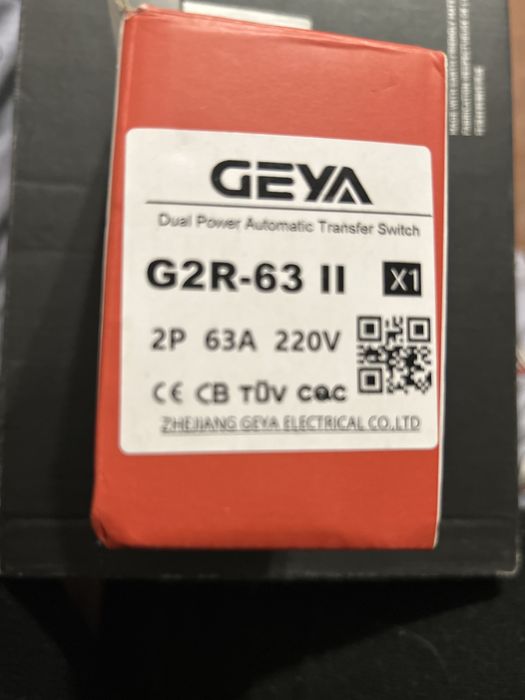 GEYA
Dual Power Automatic Transfer Switch
G2R-63 II X1
2P 63A 220V
CE CB TÜV CQC
ZHEJIANG GEYA ELECTRICAL CO.,LTD